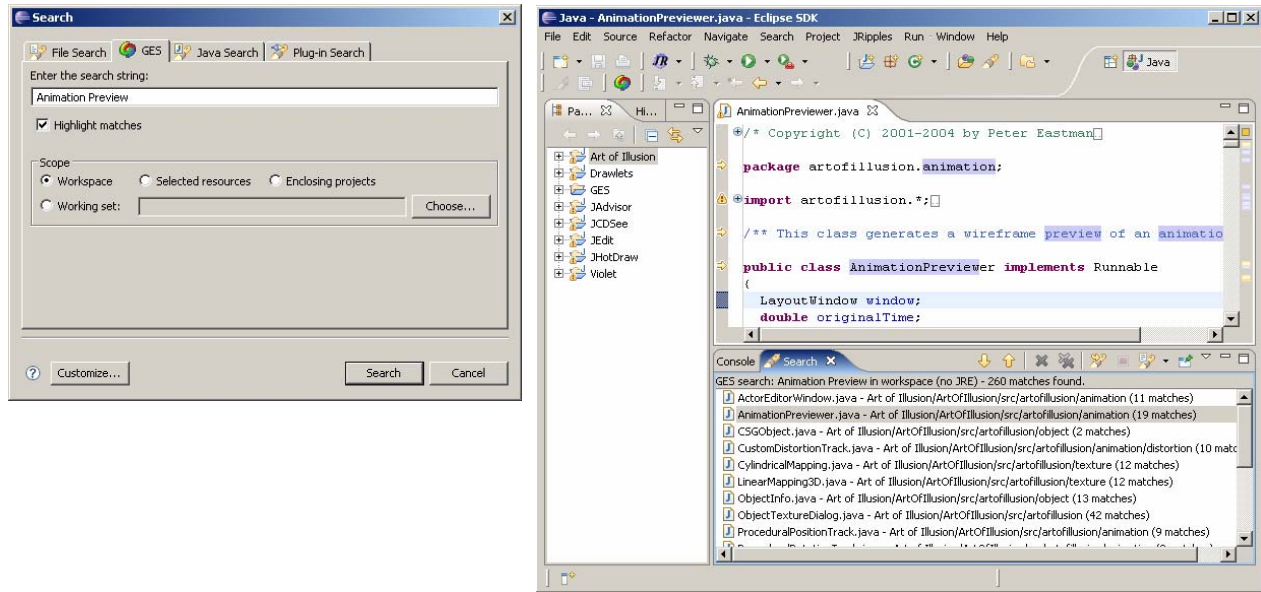 Search
File Search GES Java Search Plug-in Search
Enter the search string:
Animation Preview
Highlight matches
Scope
Workspace Selected resources Enclosing projects
Working set: Choose...
? Customize... Search Cancel
Java - AnimationPreviewer.java - Eclipse SDK
File Edit Source Refactor Navigate Search Project JRipples Run Window Help
JR Java
Pa... Hi...
Art of Illusion
Drawlets
GES
JAdvisor
JCDSee
JEdit
JHotDraw
Violet
AnimationPreviewer.java
/* Copyright (C) 2001-2004 by Peter Eastman
package artofillusion.animation;
import artofillusion.*;
/** This class generates a wireframe preview of an animatio
public class AnimationPreviewer implements Runnable
{
LayoutWindow window;
double originalTime;
Console Search
GES search: Animation Preview in workspace (no JRE) - 260 matches found.
ActorEditorWindow.java - Art of Illusion/ArtOfIllusion/src/artofillusion/animation (11 matches)
AnimationPreviewer.java - Art of Illusion/ArtOfIllusion/src/artofillusion/animation (19 matches)
CSGObject.java - Art of Illusion/ArtOfIllusion/src/artofillusion/object (2 matches)
CustomDistortionTrack.java - Art of Illusion/ArtOfIllusion/src/artofillusion/animation/distortion (10 matc
CylindricalMapping.java - Art of Illusion/ArtOfIllusion/src/artofillusion/texture (12 matches)
LinearMapping3D.java - Art of Illusion/ArtOfIllusion/src/artofillusion/texture (12 matches)
ObjectInfo.java - Art of Illusion/ArtOfIllusion/src/artofillusion/object (13 matches)
ObjectTextureDialog.java - Art of Illusion/ArtOfIllusion/src/artofillusion (42 matches)
ProceduralPositionTrack.java - Art of Illusion/ArtOfIllusion/src/artofillusion/animation (9 matches)